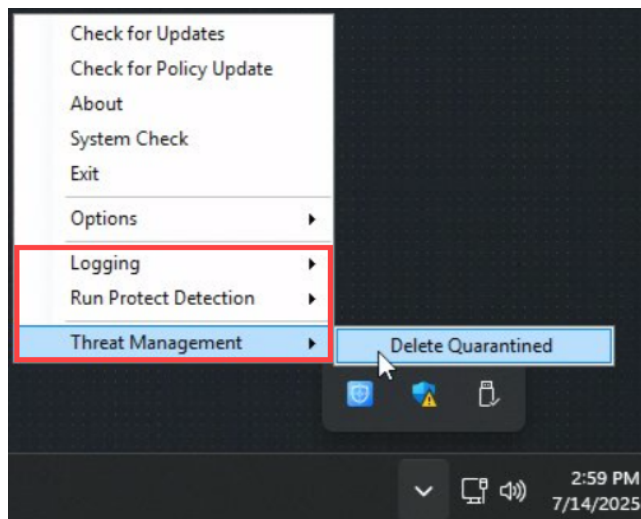 Check for Updates
Check for Policy Update
About
System Check
Exit
Options
Logging
Run Protect Detection
Threat Management
Delete Quarantined
2:59 PM
7/14/2025